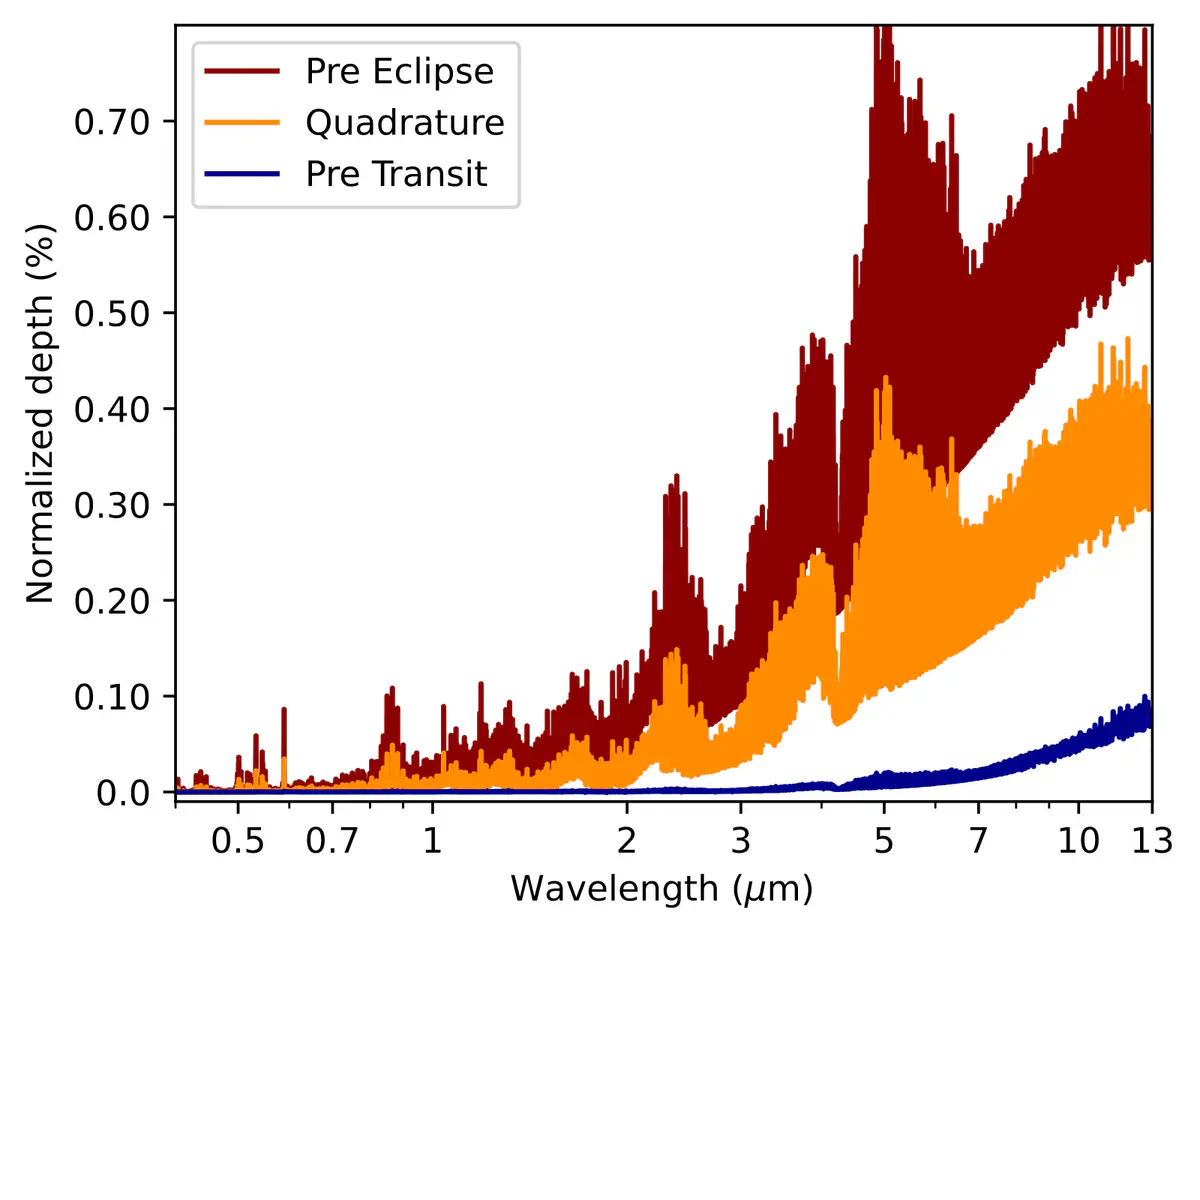 Pre Eclipse
Quadrature
Pre Transit
0.70
0.60
0.50
0.40
0.30
0.20
0.10
0.0
Normalized depth (%)
0.5 0.7 1 2 3 5 7 10 13
Wavelength (μm)